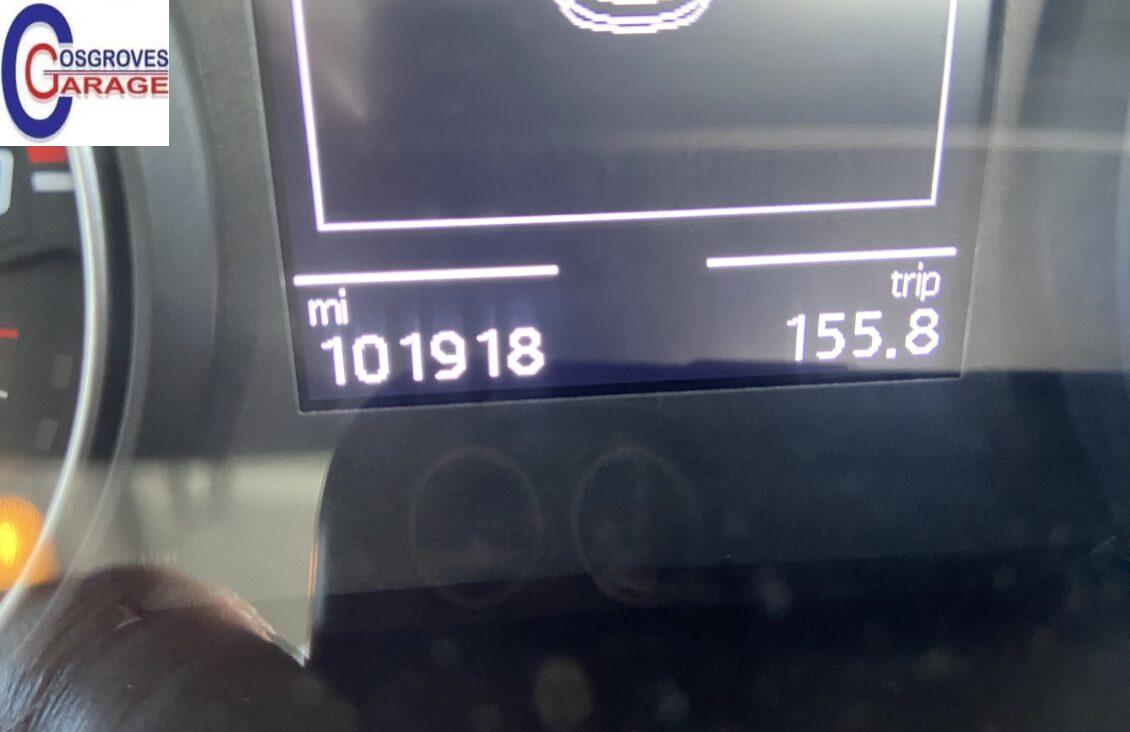 COSGROVES
GARAGE
mi
trip
101918
155.8